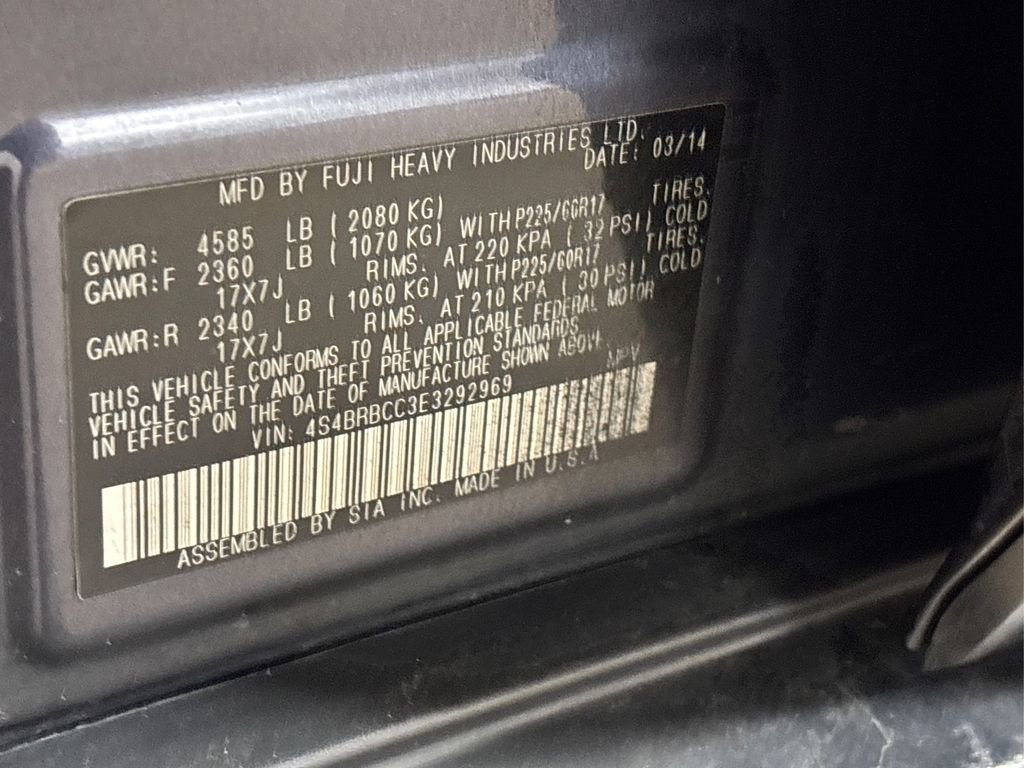 MFD BY FUJI HEAVY INDUSTRIES LTD.
DATE: 03/14
GVWR: 4585 LB ( 2080 KG)
GAWR:F 2360 LB ( 1070 KG) WITH P225/60R17 TIRES.
17X7J RIMS. AT 220 KPA ( 32 PSI) COLD
GAWR:R 2340 LB ( 1060 KG) WITH P225/60R17 TIRES.
17X7J RIMS. AT 210 KPA ( 30 PSI) COLD
THIS VEHICLE CONFORMS TO ALL APPLICABLE FEDERAL MOTOR
VEHICLE SAFETY AND THEFT PREVENTION STANDARDS
IN EFFECT ON THE DATE OF MANUFACTURE SHOWN ABOVE.
VIN: 4S4BRBCC3E3292969 MPV
ASSEMBLED BY SIA INC. MADE IN U.S.A